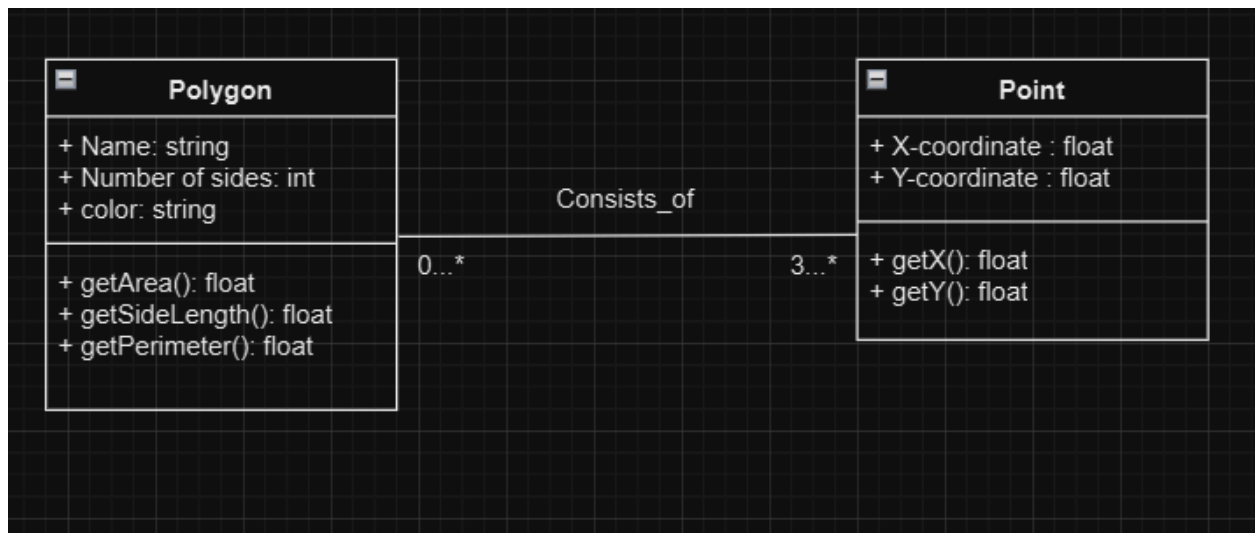 Polygon
+ Name: string
+ Number of sides: int
+ color: string
+ getArea(): float
+ getSideLength(): float
+ getPerimeter(): float
Consists_of
0...*
3...*
Point
+ X-coordinate : float
+ Y-coordinate : float
+ getX(): float
+ getY(): float